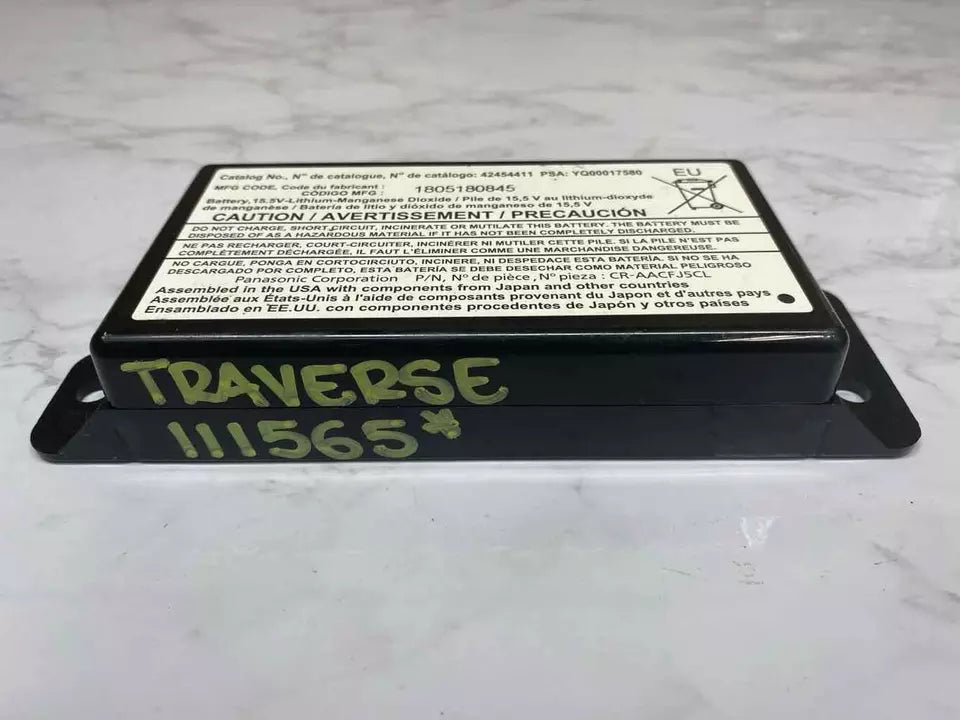 Catalog No., N° de catalogue, N° de catálogo: 42454411 PSA: YQ00017580
EU
MFG CODE, Code du fabricant :
CÓDIGO MFG :
1805180845
Battery, 15.5V-Lithium-Manganese Dioxide / Pile de 15,5 V au lithium-dioxyde
de manganèse / Batería de litio y dióxido de manganeso de 15,5 V
CAUTION / AVERTISSEMENT / PRECAUCIÓN
DO NOT CHARGE, SHORT CIRCUIT, INCINERATE OR MUTILATE THIS BATTERY. THE BATTERY MUST BE
DISPOSED OF AS A HAZARDOUS MATERIAL IF IT HAS NOT BEEN COMPLETELY DISCHARGED.
NE PAS RECHARGER, COURT-CIRCUITER, INCINÉRER NI MUTILER CETTE PILE. SI LA PILE N'EST PAS
COMPLÈTEMENT DÉCHARGÉE, IL FAUT L'ÉLIMINER COMME UNE MARCHANDISE DANGEREUSE.
NO CARGUE, PONGA EN CORTOCIRCIUTO, INCINERE, NI DESPEDACE ESTA BATERÍA. SI NO SE HA
DESCARGADO POR COMPLETO, ESTA BATERÍA SE DEBE DESECHAR COMO MATERIAL PELIGROSO
Panasonic Corporation P/N, Nº de pièce, Nº pieza : CR-AACFJ5CL
Assembled in the USA with components from Japan and other countries
Assemblée aux États-Unis à l'aide de composants provenant du Japon et d'autres pays
Ensamblado en EE.UU. con componentes procedentes de Japón y otros países
TRAVERSE
111565*